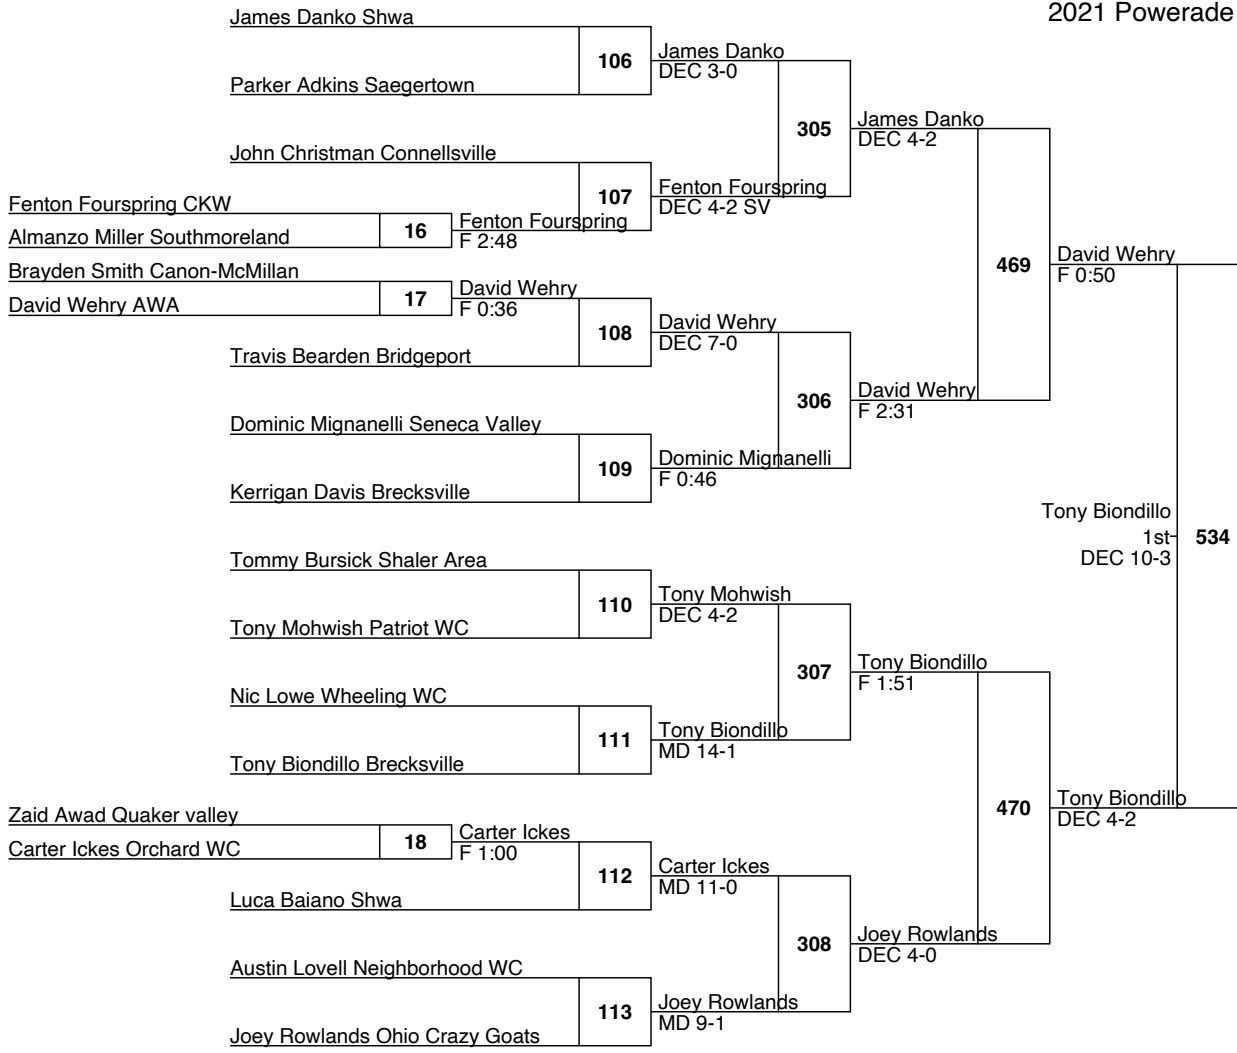 2021 Powerade
James Danko Shwa
106
James Danko
DEC 3-0
Parker Adkins Saegertown
305
James Danko
DEC 4-2
John Christman Connellsville
107
Fenton Fourspring
DEC 4-2 SV
Fenton Fourspring CKW
16
Fenton Fourspring
F 2:48
Almanzo Miller Southmoreland
469
David Wehry
F 0:50
Brayden Smith Canon-McMillan
17
David Wehry
F 0:36
David Wehry AWA
108
David Wehry
DEC 7-0
Travis Bearden Bridgeport
306
David Wehry
F 2:31
Dominic Mignanelli Seneca Valley
109
Dominic Mignanelli
F 0:46
Kerrigan Davis Brecksville
Tony Biondillo
1st
DEC 10-3
534
Tommy Bursick Shaler Area
110
Tony Mohwish
DEC 4-2
Tony Mohwish Patriot WC
307
Tony Biondillo
F 1:51
Nic Lowe Wheeling WC
111
Tony Biondillo
MD 14-1
Tony Biondillo Brecksville
470
Tony Biondillo
DEC 4-2
Zaid Awad Quaker valley
18
Carter Ickes
F 1:00
Carter Ickes Orchard WC
112
Carter Ickes
MD 11-0
Luca Baiano Shwa
308
Joey Rowlands
DEC 4-0
Austin Lovell Neighborhood WC
113
Joey Rowlands
MD 9-1
Joey Rowlands Ohio Crazy Goats